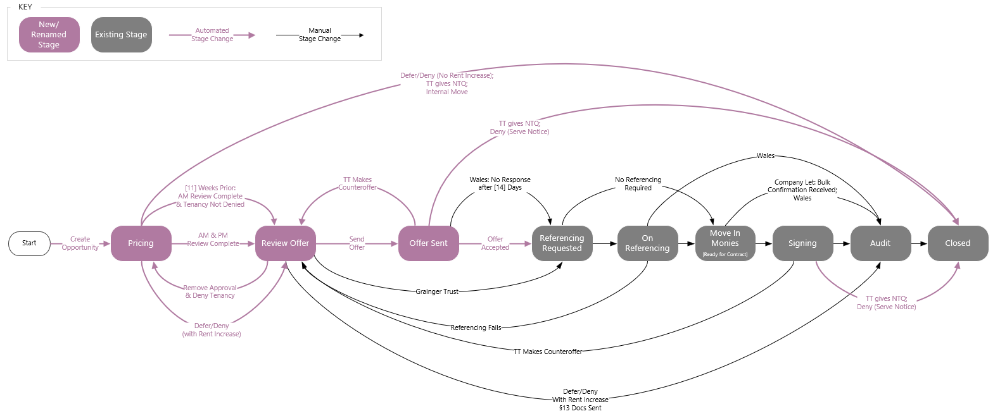 KEY
New/
Renamed
Stage
Existing Stage
Automated
Stage Change
Manual
Stage Change
Defer/Deny (No Rent Increase);
TT gives NTQ;
Internal Move
TT gives NTQ;
Deny (Serve Notice)
Wales
[11] Weeks Prior:
AM Review Complete
& Tenancy Not Denied
TT Makes
Counteroffer
Wales: No Response
after [14] Days
No Referencing
Required
Company Let: Bulk
Confirmation Received;
Wales
Start
Create
Opportunity
Pricing
AM & PM
Review Complete
Review Offer
Send
Offer
Offer Sent
Offer
Accepted
Referencing
Requested
On
Referencing
Move In
Monies
[Ready for Contract]
Signing
Audit
Closed
Remove Approval
& Deny Tenancy
Grainger Trust
TT gives NTQ;
Deny (Serve Notice)
Defer/Deny
(with Rent Increase)
Referencing Fails
TT Makes Counteroffer
Defer/Deny
With Rent Increase
§13 Docs Sent